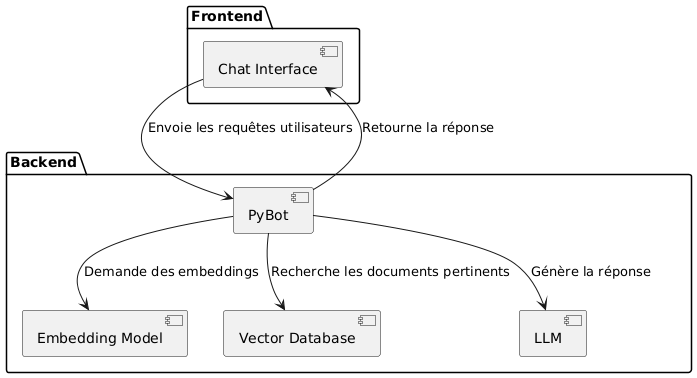 Frontend
Chat Interface
Envoie les requêtes utilisateurs
Retourne la réponse
Backend
PyBot
Demande des embeddings
Recherche les documents pertinents
Génère la réponse
Embedding Model
Vector Database
LLM